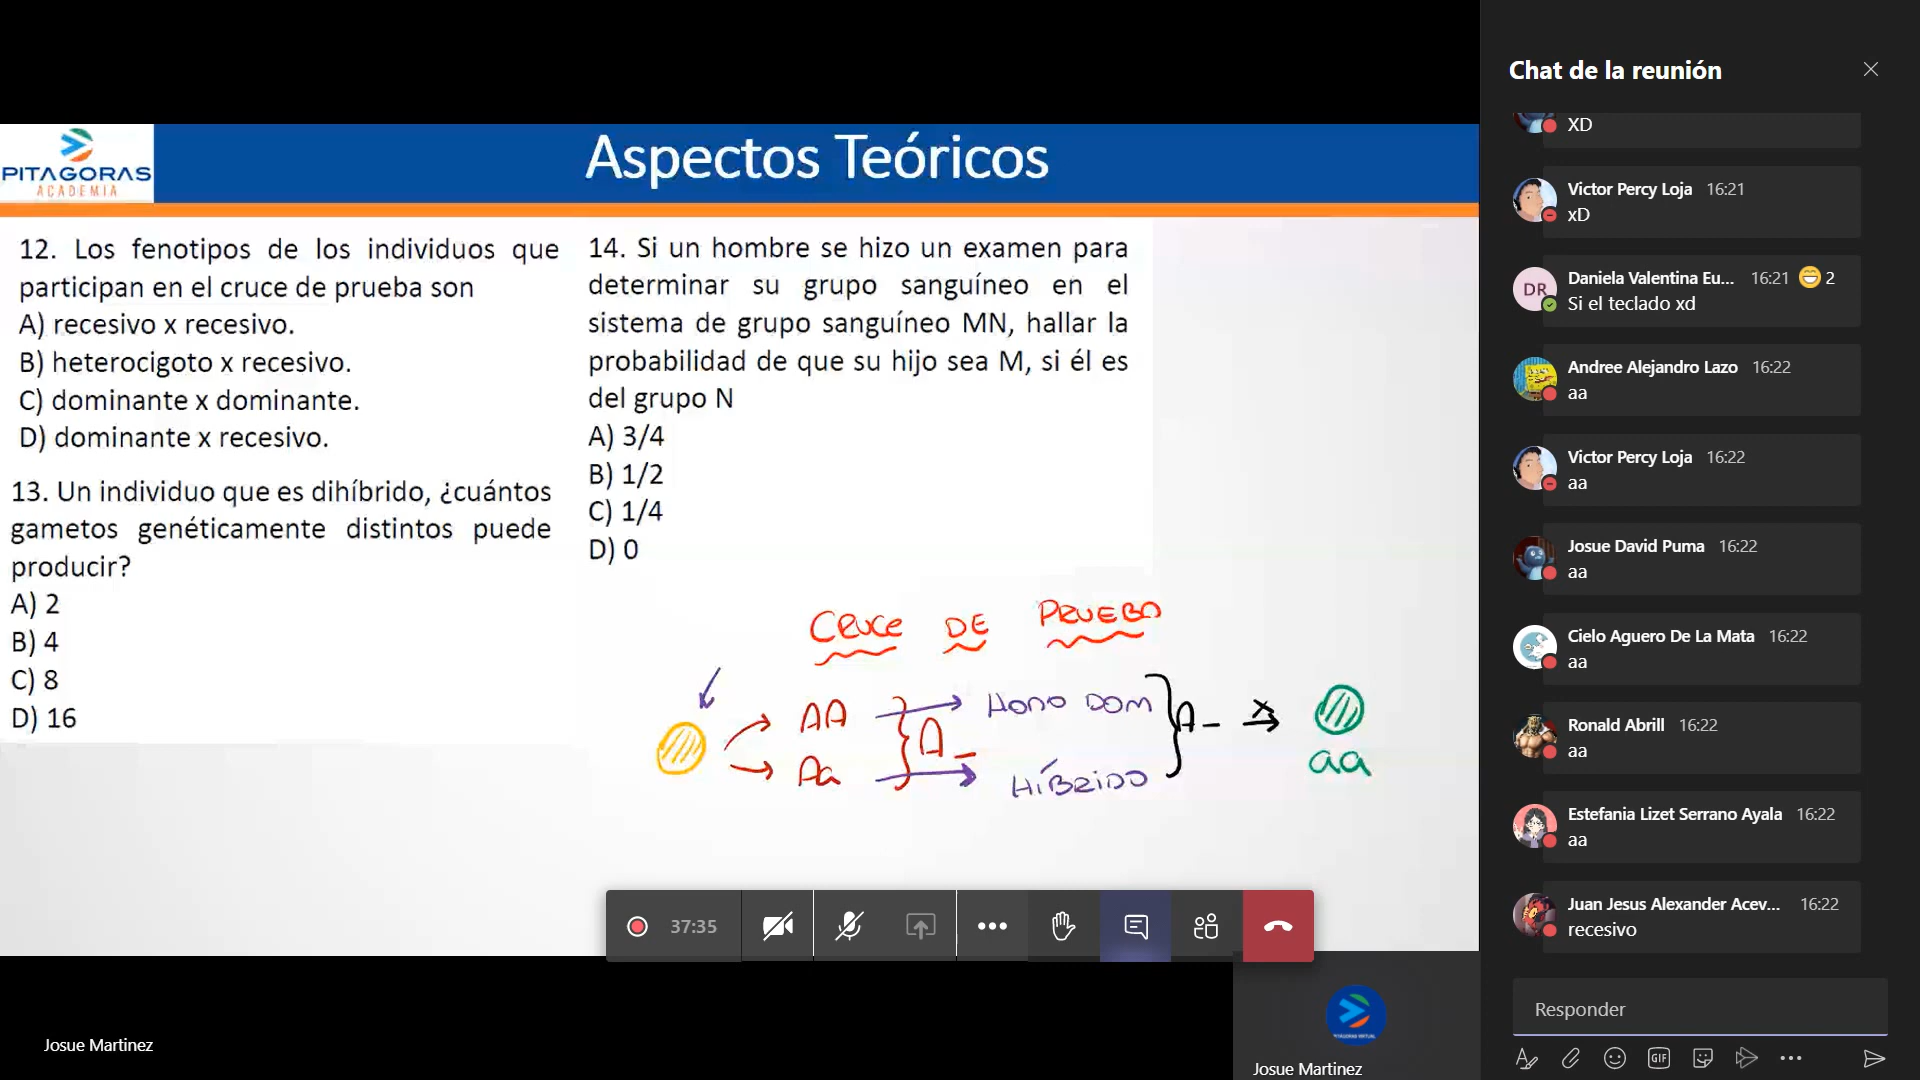 PITAGORAS
ACADEMIA
Aspectos Teóricos
12. Los fenotipos de los individuos que
participan en el cruce de prueba son
A) recesivo x recesivo.
B) heterocigoto x recesivo.
C) dominante x dominante.
D) dominante x recesivo.
13. Un individuo que es dihíbrido, ¿cuántos
gametos genéticamente distintos puede
producir?
A) 2
B) 4
C) 8
D) 16
14. Si un hombre se hizo un examen para
determinar su grupo sanguíneo en el
sistema de grupo sanguíneo MN, hallar la
probabilidad de que su hijo sea M, si él es
del grupo N
A) 3/4
B) 1/2
C) 1/4
D) 0
CRUCE DE PRUEBA
AA HOMO DOM
A_ A_ x
Aa HÍBRIDO
aa
37:35
Josue Martinez
Josue Martinez
Chat de la reunión
XD
Victor Percy Loja 16:21
xD
DR Daniela Valentina Eu... 16:21 2
Si el teclado xd
Andree Alejandro Lazo 16:22
aa
Victor Percy Loja 16:22
aa
Josue David Puma 16:22
aa
Cielo Aguero De La Mata 16:22
aa
Ronald Abrill 16:22
aa
Estefania Lizet Serrano Ayala 16:22
aa
Juan Jesus Alexander Acev... 16:22
recesivo
Responder
GIF